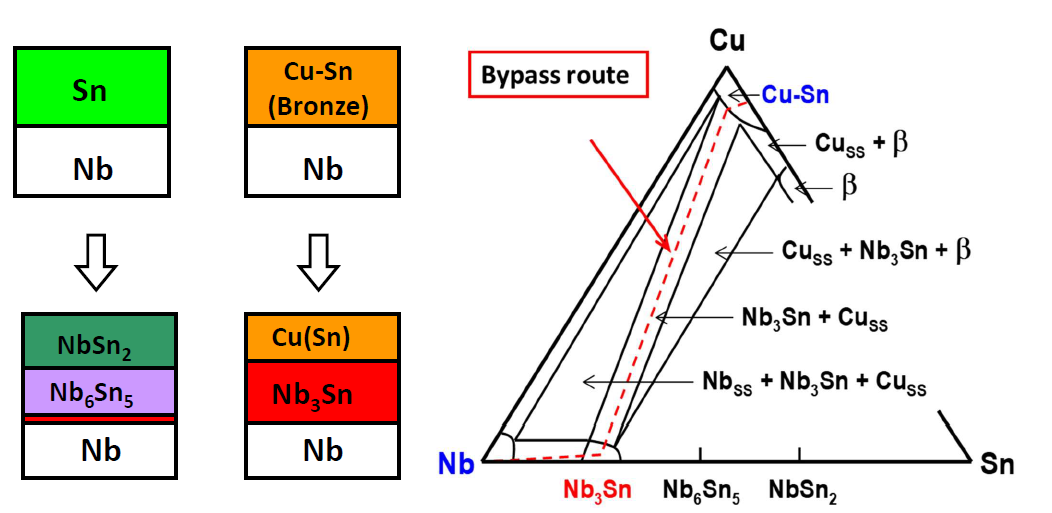 Sn
Nb
Cu-Sn
(Bronze)
Nb
NbSn2
Nb6Sn5
Nb
Cu(Sn)
Nb3Sn
Nb
Bypass route
Cu
Cu-Sn
CuSS + β
β
CuSS + Nb3Sn + β
Nb3Sn + CuSS
NbSS + Nb3Sn + CuSS
Nb
Sn
Nb3Sn
Nb6Sn5
NbSn2